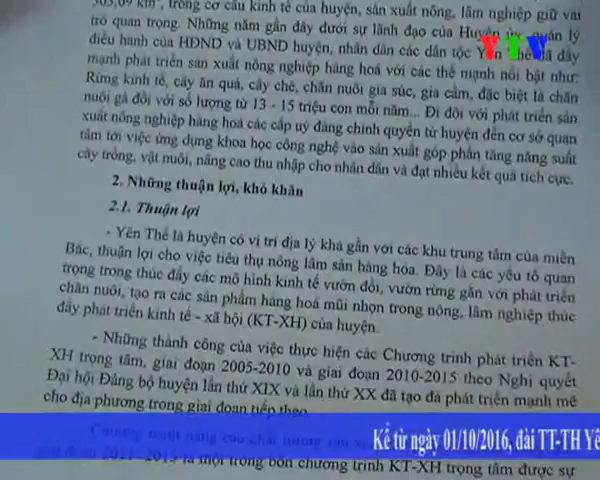 303,09 km², trong cơ cấu kinh tế của huyện, sản xuất nông, lâm nghiệp giữ vai
trò quan trọng. Những năm gần đây dưới sự lãnh đạo của Huyện ủy, quản lý
điều hành của HĐND và UBND huyện, nhân dân các dân tộc Yên Thế đã đẩy
mạnh phát triển sản xuất nông nghiệp hàng hoá với các thế mạnh nổi bật như:
Rừng kinh tế, cây ăn quả, cây chè, chăn nuôi gia súc, gia cầm, đặc biệt là chăn
nuôi gà đồi với số lượng từ 13 - 15 triệu con mỗi năm... Đi đôi với phát triển sản
xuất nông nghiệp hàng hoá các cấp uỷ đảng chính quyền từ huyện đến cơ sở quan
tâm tới việc ứng dụng khoa học công nghệ vào sản xuất góp phần tăng năng suất
cây trồng, vật nuôi, nâng cao thu nhập cho nhân dân và đạt nhiều kết quả tích cực.
YTV
2. Những thuận lợi, khó khăn
2.1. Thuận lợi
- Yên Thế là huyện có vị trí địa lý khá gần với các khu trung tâm của miền
Bắc, thuận lợi cho việc tiêu thụ nông lâm sản hàng hóa. Đây là các yếu tố quan
trọng trong thúc đẩy các mô hình kinh tế vườn đồi, vườn rừng gắn với phát triển
chăn nuôi, tạo ra các sản phẩm hàng hoá mũi nhọn trong nông, lâm nghiệp thúc
đẩy phát triển kinh tế - xã hội (KT-XH) của huyện.
- Những thành công của việc thực hiện các Chương trình phát triển KT-
XH trọng tâm, giai đoạn 2005-2010 và giai đoạn 2010-2015 theo Nghị quyết
Đại hội Đảng bộ huyện lần thứ XIX và lần thứ XX đã tạo đà phát triển mạnh mẽ
cho địa phương trong giai đoạn tiếp theo.
Kể từ ngày 01/10/2016, đài TT-TH Yê
là một trong bốn chương trình KT-XH trọng tâm được sự